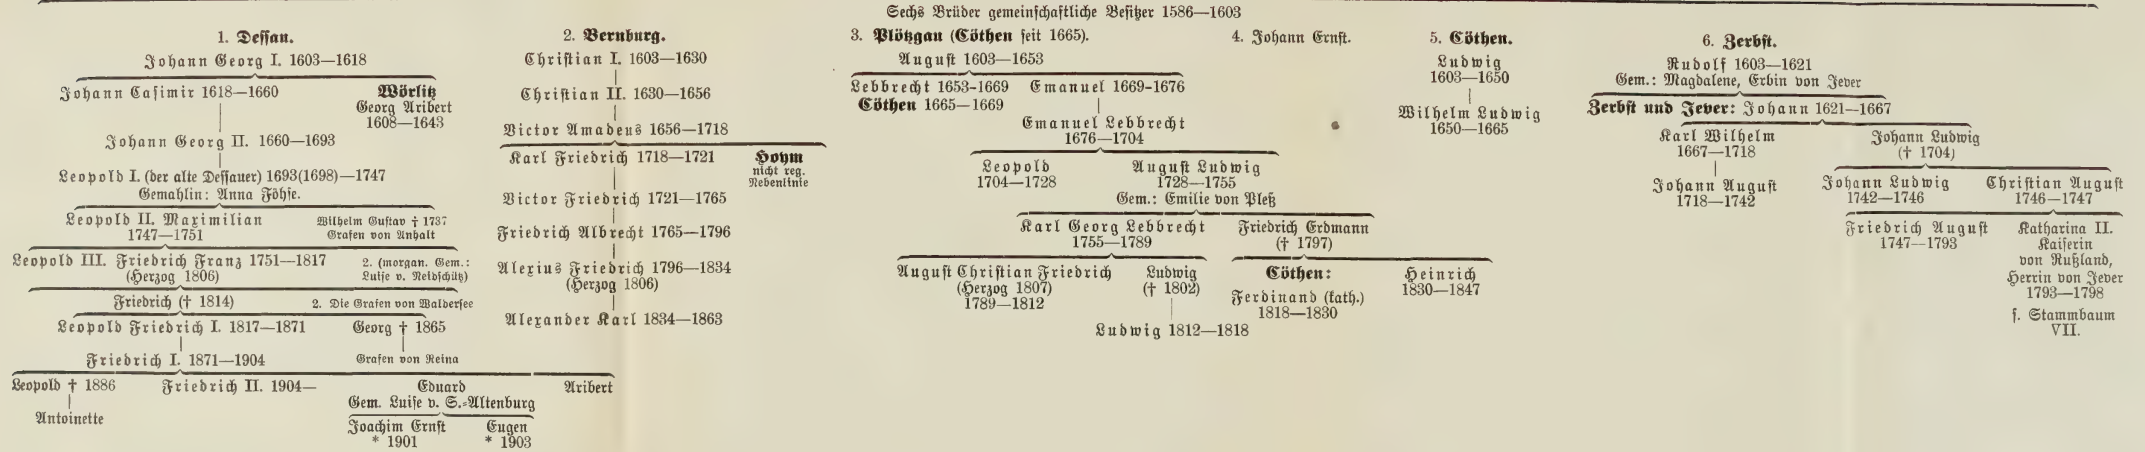 Sechs Brüder gemeinschaftliche Besitzer 1586—1603
1. Dessau.
Johann Georg I. 1603—1618
Johann Casimir 1618—1660
Wörlitz
Georg Aribert
1608—1643
Johann Georg II. 1660—1693
Leopold I. (der alte Dessauer) 1693(1698)—1747
Gemahlin: Anna Föhse.
Leopold II. Maximilian
1747—1751
Wilhelm Gustav † 1737
Grafen von Anhalt
Leopold III. Friedrich Franz 1751—1817
(Herzog 1806)
2. (morgan. Gem.:
Luise v. Neidschütz)
Friedrich († 1814)
2. Die Grafen von Waldersee
Leopold Friedrich I. 1817—1871
Georg † 1865
Friedrich I. 1871—1904
Grafen von Reina
Leopold † 1886
Friedrich II. 1904—
Eduard
Aribert
Gem. Luise v. S.=Altenburg
Antoinette
Joachim Ernst
* 1901
Eugen
* 1903
2. Bernburg.
Christian I. 1603—1630
Christian II. 1630—1656
Victor Amadeus 1656—1718
Karl Friedrich 1718—1721
Hoym
nicht reg.
Nebenlinie
Victor Friedrich 1721—1765
Friedrich Albrecht 1765—1796
Alexius Friedrich 1796—1834
(Herzog 1806)
Alexander Karl 1834—1863
3. Plötzgau (Cöthen seit 1665).
August 1603—1653
Lebbrecht 1653-1669
Cöthen 1665—1669
Emanuel 1669-1676
Emanuel Lebbrecht
1676—1704
Leopold
1704—1728
August Ludwig
1728—1755
Gem.: Emilie von Pleß
Karl Georg Lebbrecht
1755—1789
Friedrich Erdmann
(† 1797)
August Christian Friedrich
(Herzog 1807)
1789—1812
Ludwig
(† 1802)
Cöthen:
Ferdinand (kath.)
1818—1830
Heinrich
1830—1847
Ludwig 1812—1818
4. Johann Ernst.
5. Cöthen.
Ludwig
1603—1650
Wilhelm Ludwig
1650—1665
6. Zerbst.
Rudolf 1603—1621
Gem.: Magdalene, Erbin von Jever
Zerbst und Jever: Johann 1621—1667
Karl Wilhelm
1667—1718
Johann Ludwig
(† 1704)
Johann August
1718—1742
Johann Ludwig
1742—1746
Christian August
1746—1747
Friedrich August
1747—1793
Katharina II.
Kaiserin
von Rußland,
Herrin von Jever
1793—1798
s. Stammbaum
VII.